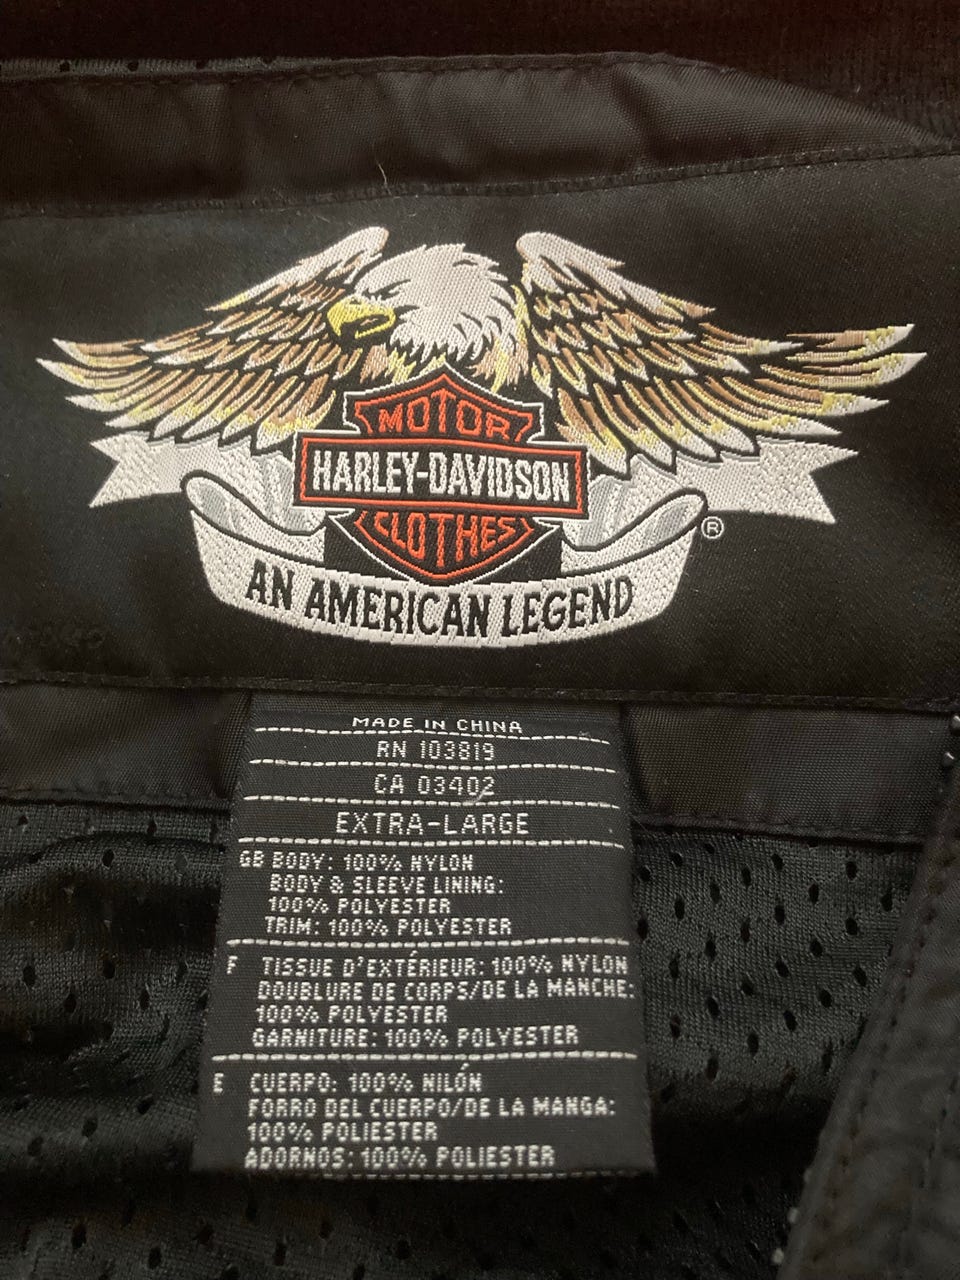 MOTOR
HARLEY-DAVIDSON
CLOTHES
®
AN AMERICAN LEGEND
MADE IN CHINA
RN 103819
CA 03402
EXTRA-LARGE
GB BODY: 100% NYLON
BODY & SLEEVE LINING:
100% POLYESTER
TRIM: 100% POLYESTER
F TISSUE D'EXTÉRIEUR: 100% NYLON
DOUBLURE DE CORPS/DE LA MANCHE:
100% POLYESTER
GARNITURE: 100% POLYESTER
E CUERPO: 100% NILÓN
FORRO DEL CUERPO/DE LA MANGA:
100% POLIESTER
ADORNOS: 100% POLIESTER